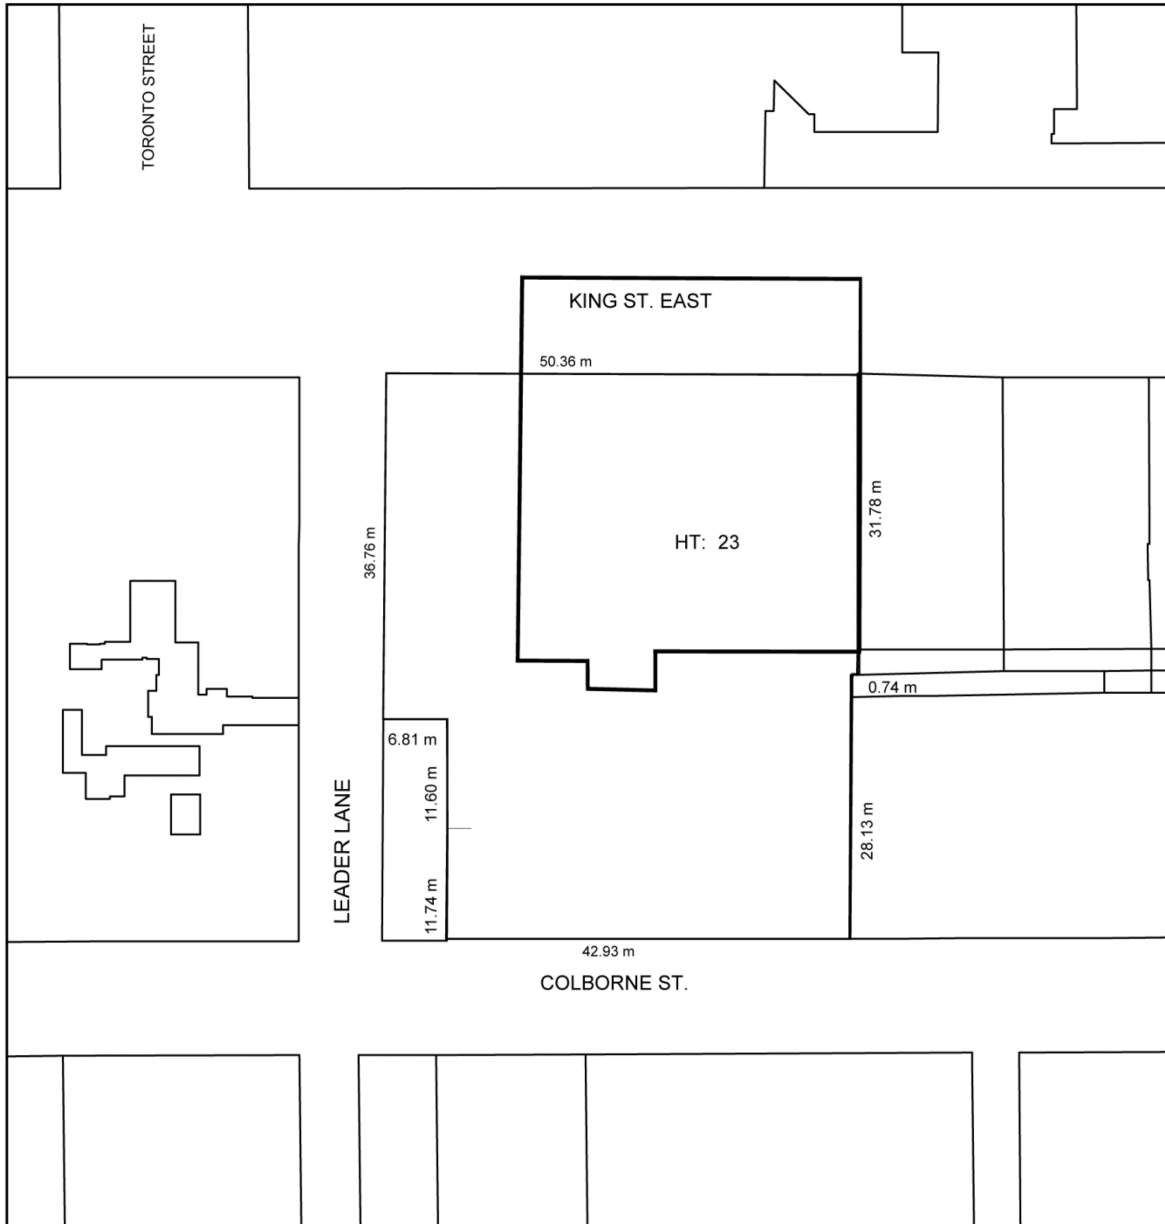 TORONTO STREET
KING ST. EAST
50.36 m
31.78 m
HT: 23
36.76 m
0.74 m
6.81 m
11.60 m
28.13 m
LEADER LANE
11.74 m
42.93 m
COLBORNE ST.